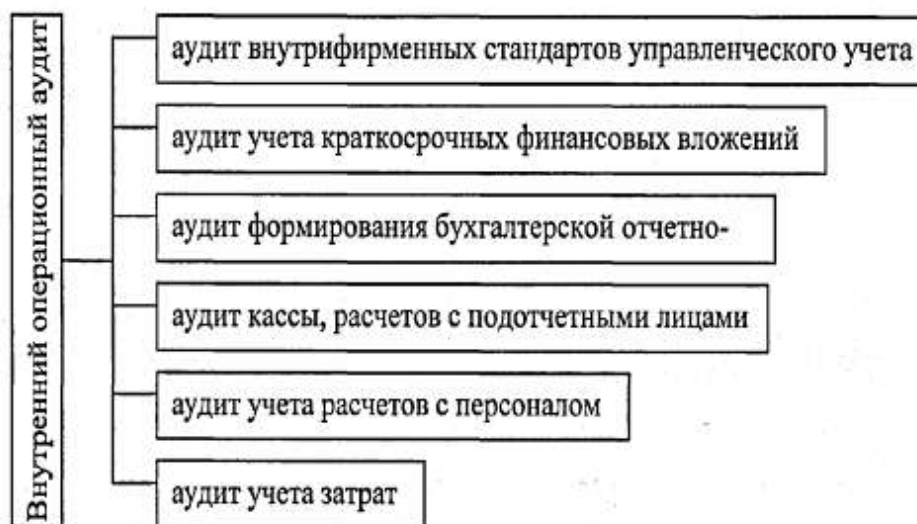 Внутренний операционный аудит
аудит внутрифирменных стандартов управленческого учета
аудит учета краткосрочных финансовых вложений
аудит формирования бухгалтерской отчетно-
аудит кассы, расчетов с подотчетными лицами
аудит учета расчетов с персоналом
аудит учета затрат